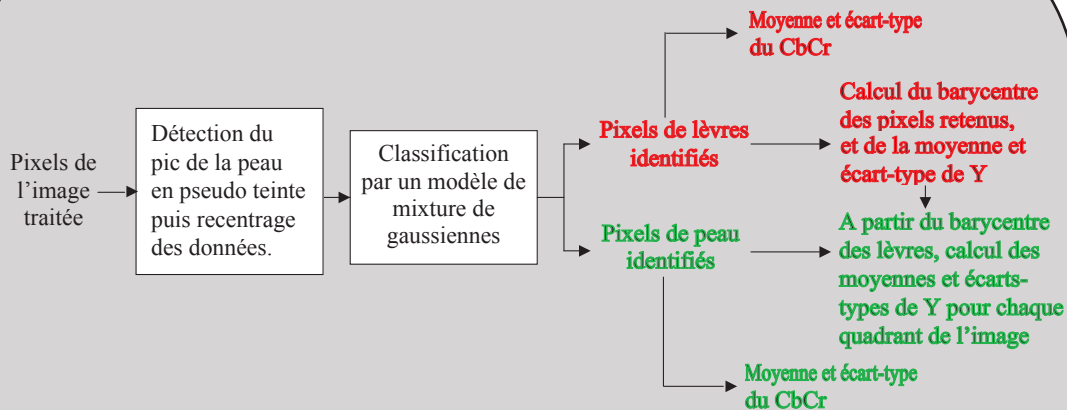 Pixels de
l’image
traitée
Détection du
pic de la peau
en pseudo teinte
puis recentrage
des données.
Classification
par un modèle de
mixture de
gaussiennes
Pixels de lèvres
identifiés
Pixels de peau
identifiés
Moyenne et écart-type
du CbCr
Calcul du barycentre
des pixels retenus,
et de la moyenne et
écart-type de Y
A partir du barycentre
des lèvres, calcul des
moyennes et écarts-
types de Y pour chaque
quadrant de l’image
Moyenne et écart-type
du CbCr